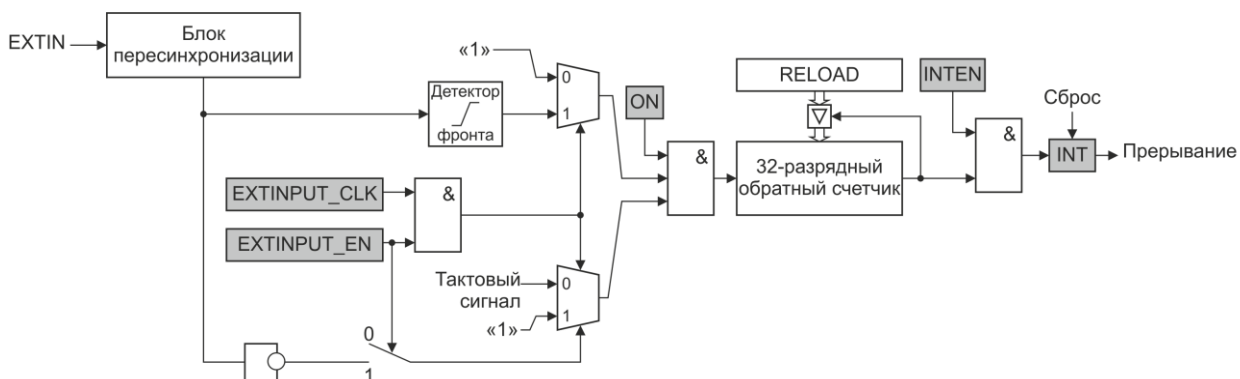 EXTIN
Блок
пересинхронизации
«1»
0
1
Детектор
фронта
ON
RELOAD
INTEN
Сброс
&
&
INT
Прерывание
32-разрядный
обратный счетчик
EXTINPUT_CLK
&
EXTINPUT_EN
Тактовый
сигнал
0
1
«1»
0
1